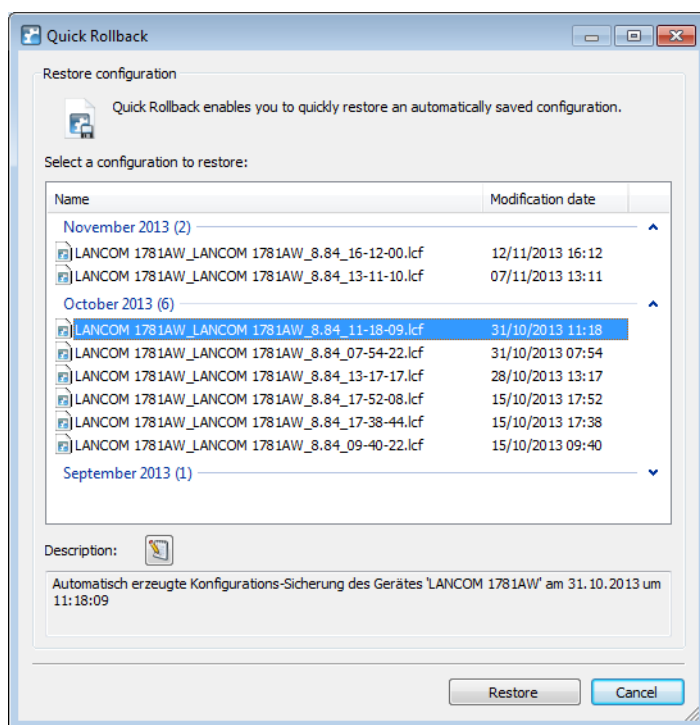 Quick Rollback
Restore configuration
Quick Rollback enables you to quickly restore an automatically saved configuration.
Select a configuration to restore:
Name Modification date
November 2013 (2)
LANCOM 1781AW_LANCOM 1781AW_8.84_16-12-00.lcf 12/11/2013 16:12
LANCOM 1781AW_LANCOM 1781AW_8.84_13-11-10.lcf 07/11/2013 13:11
October 2013 (6)
LANCOM 1781AW_LANCOM 1781AW_8.84_11-18-09.lcf 31/10/2013 11:18
LANCOM 1781AW_LANCOM 1781AW_8.84_07-54-22.lcf 31/10/2013 07:54
LANCOM 1781AW_LANCOM 1781AW_8.84_13-17-17.lcf 28/10/2013 13:17
LANCOM 1781AW_LANCOM 1781AW_8.84_17-52-08.lcf 15/10/2013 17:52
LANCOM 1781AW_LANCOM 1781AW_8.84_17-38-44.lcf 15/10/2013 17:38
LANCOM 1781AW_LANCOM 1781AW_8.84_09-40-22.lcf 15/10/2013 09:40
September 2013 (1)
Description:
Automatisch erzeugte Konfigurations-Sicherung des Gerätes 'LANCOM 1781AW' am 31.10.2013 um
11:18:09
Restore Cancel